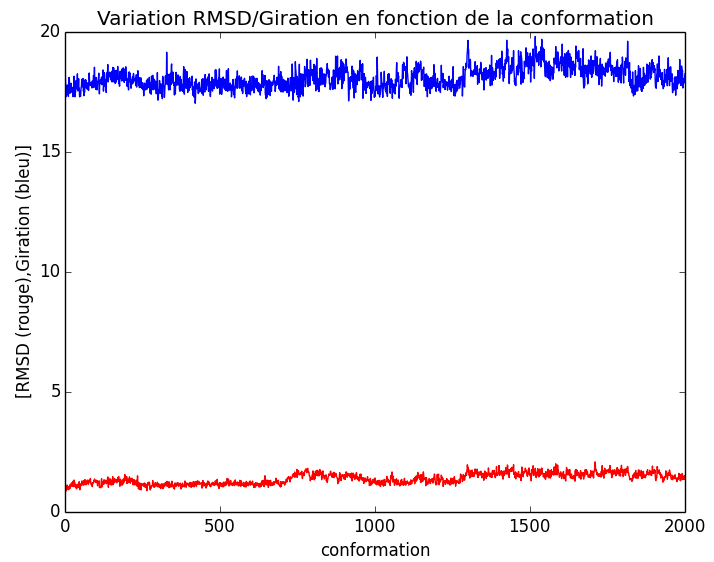 Variation RMSD/Giration en fonction de la conformation
20
15
10
5
0
[RMSD (rouge),Giration (bleu)]
0 500 1000 1500 2000
conformation